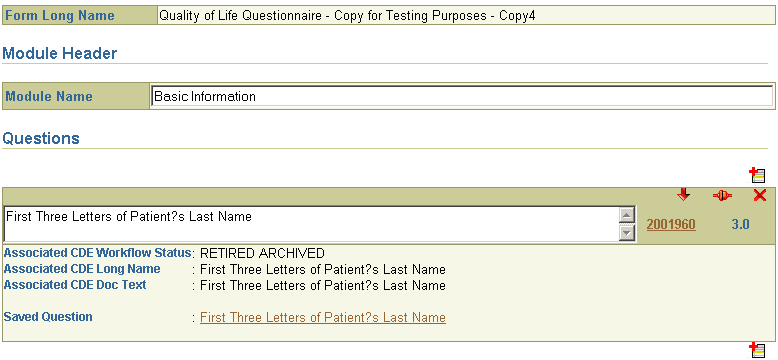 Form Long Name Quality of Life Questionnaire - Copy for Testing Purposes - Copy4
Module Header
Module Name Basic Information
Questions
First Three Letters of Patient?s Last Name 2001960 3.0
Associated CDE Workflow Status: RETIRED ARCHIVED
Associated CDE Long Name : First Three Letters of Patient?s Last Name
Associated CDE Doc Text : First Three Letters of Patient?s Last Name
Saved Question : First Three Letters of Patient?s Last Name